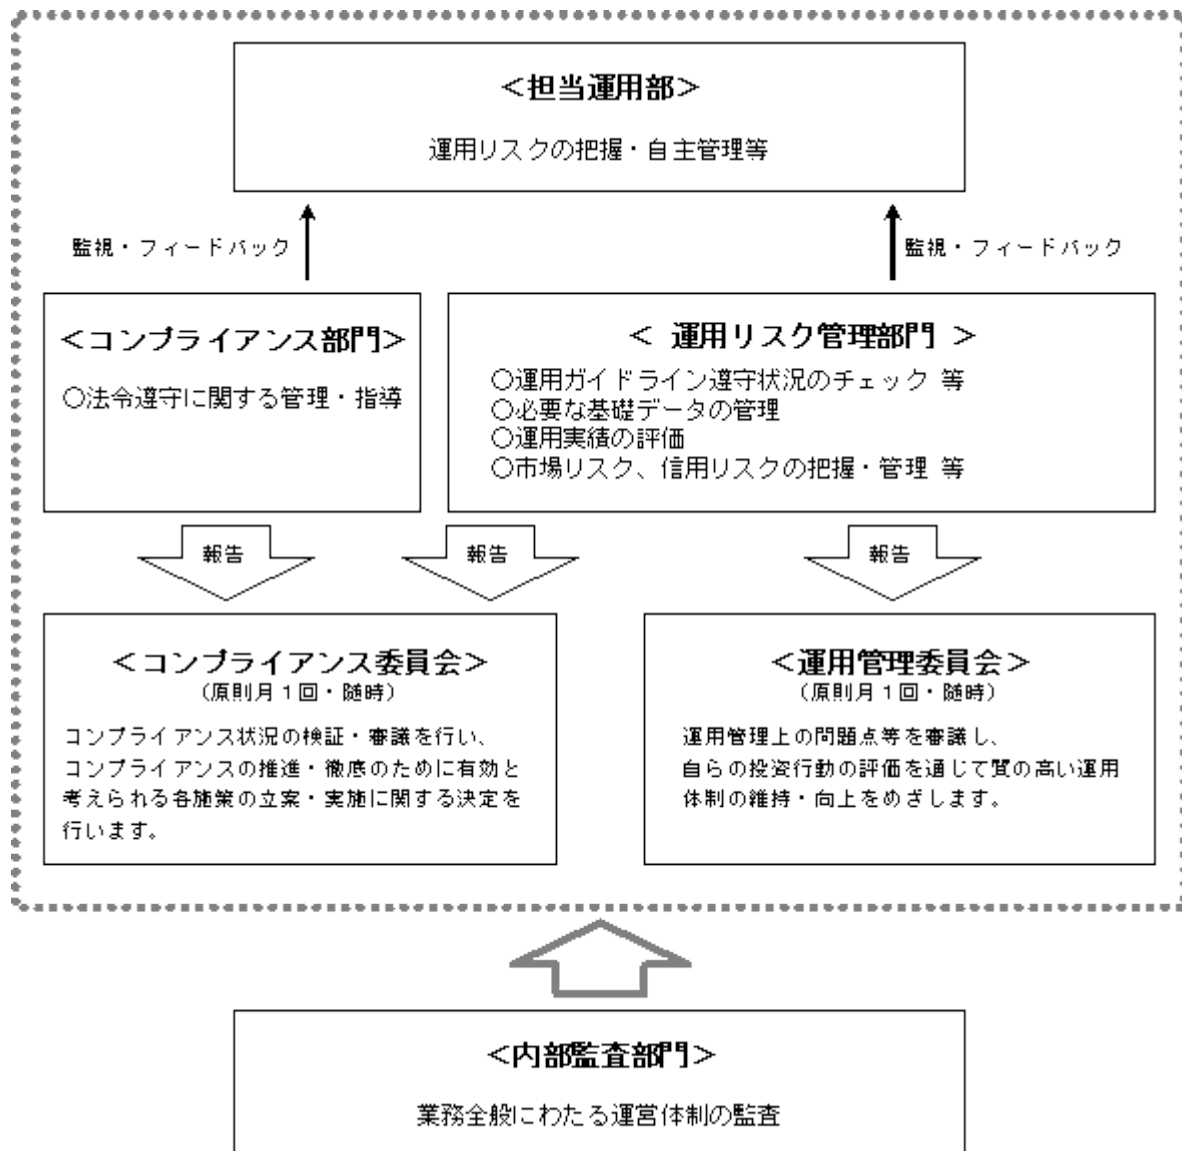 ＜担当運用部＞
運用リスクの把握・自主管理等
監視・フィードバック
監視・フィードバック
＜コンプライアンス部門＞
○法令遵守に関する管理・指導
＜ 運用リスク管理部門 ＞
○運用ガイドライン遵守状況のチェック 等
○必要な基礎データの管理
○運用実績の評価
○市場リスク、信用リスクの把握・管理 等
報告
報告
報告
＜コンプライアンス委員会＞
（原則月１回・随時）
コンプライアンス状況の検証・審議を行い、
コンプライアンスの推進・徹底のために有効と
考えられる各施策の立案・実施に関する決定を
行います。
＜運用管理委員会＞
（原則月１回・随時）
運用管理上の問題点等を審議し、
自らの投資行動の評価を通じて質の高い運用
体制の維持・向上をめざします。
＜内部監査部門＞
業務全般にわたる運営体制の監査